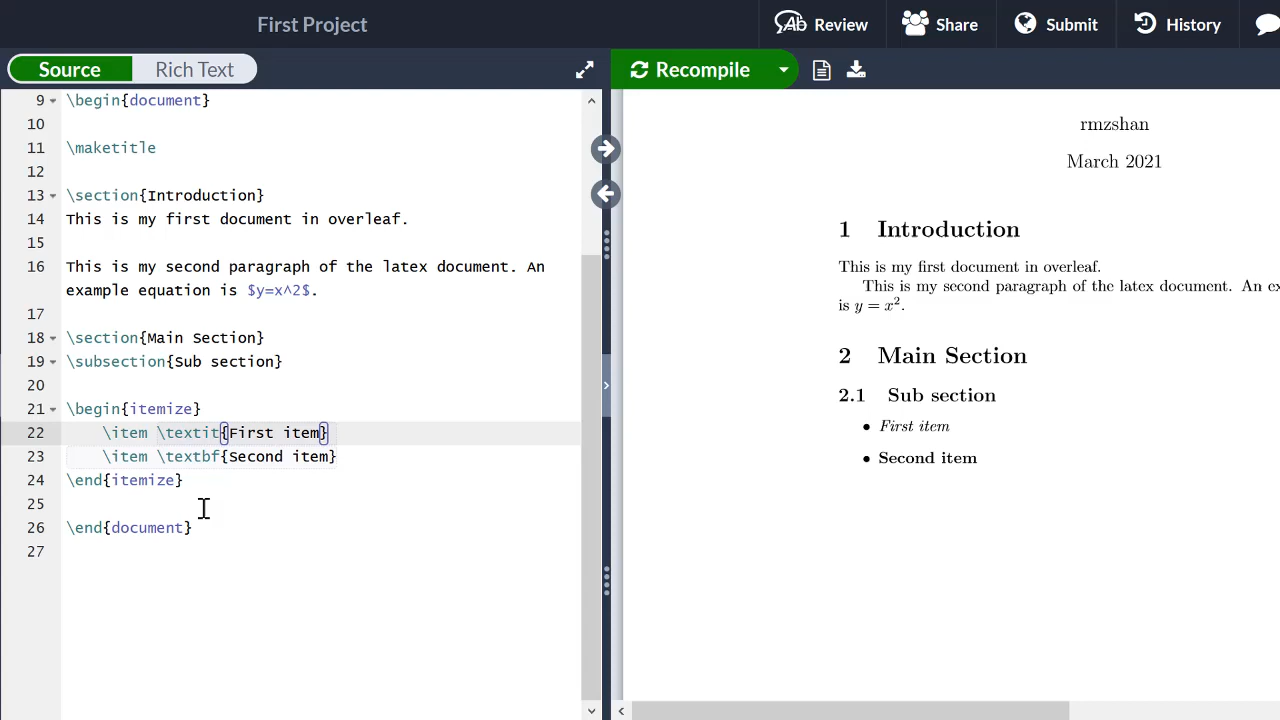 First Project
Review
Share
Submit
History
Source
Rich Text
Recompile
9 \begin{document}
10
11 \maketitle
12
13 \section{Introduction}
14 This is my first document in overleaf.
15
16 This is my second paragraph of the latex document. An
example equation is $y=x^2$.
17
18 \section{Main Section}
19 \subsection{Sub section}
20
21 \begin{itemize}
22 \item \textit{First item}
23 \item \textbf{Second item}
24 \end{itemize}
25
26 \end{document}
27
rmzshan
March 2021
1 Introduction
This is my first document in overleaf.
This is my second paragraph of the latex document. An
is y = x².
2 Main Section
2.1 Sub section
• First item
• Second item